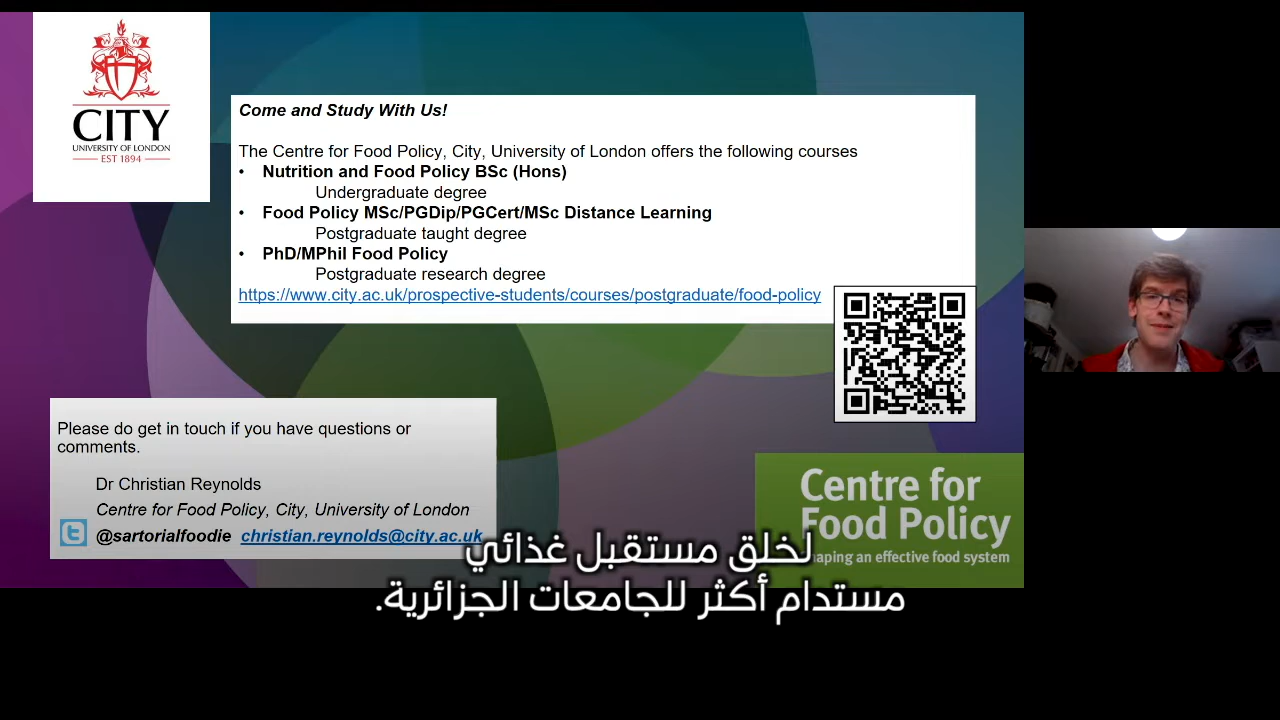 CITY
UNIVERSITY OF LONDON
EST 1894
Come and Study With Us!
The Centre for Food Policy, City, University of London offers the following courses
• Nutrition and Food Policy BSc (Hons)
Undergraduate degree
• Food Policy MSc/PGDip/PGCert/MSc Distance Learning
Postgraduate taught degree
• PhD/MPhil Food Policy
Postgraduate research degree
https://www.city.ac.uk/prospective-students/courses/postgraduate/food-policy
Please do get in touch if you have questions or
comments.
Dr Christian Reynolds
Centre for Food Policy, City, University of London
@sartorialfoodie christian.reynolds@city.ac.uk
Centre for
Food Policy
an effective food system
لخلق مستقبل غذائي
مستدام أكثر للجامعات الجزائرية.